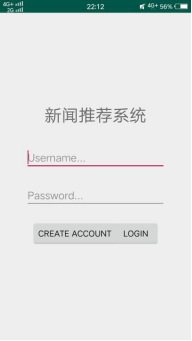 4G+
2G
22:12
4G+ 56%
新闻推荐系统
Username...
Password...
CREATE ACCOUNT LOGIN